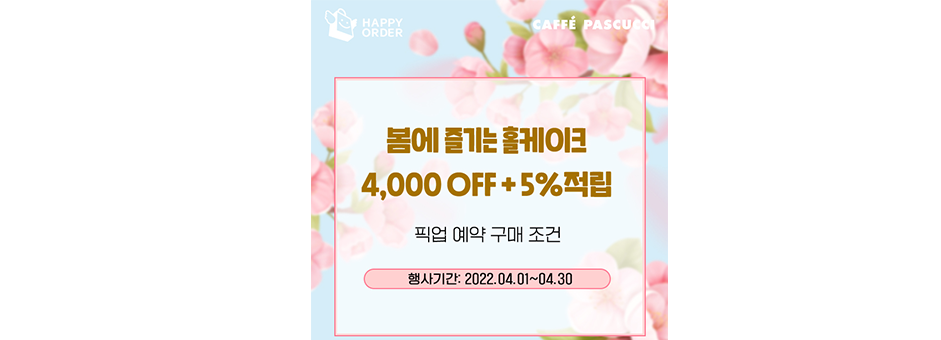 HAPPY
ORDER
CAFFÉ PASCUCCI
봄에 즐기는 홀케이크
4,000 OFF + 5%적립
픽업 예약 구매 조건
행사기간: 2022.04.01~04.30